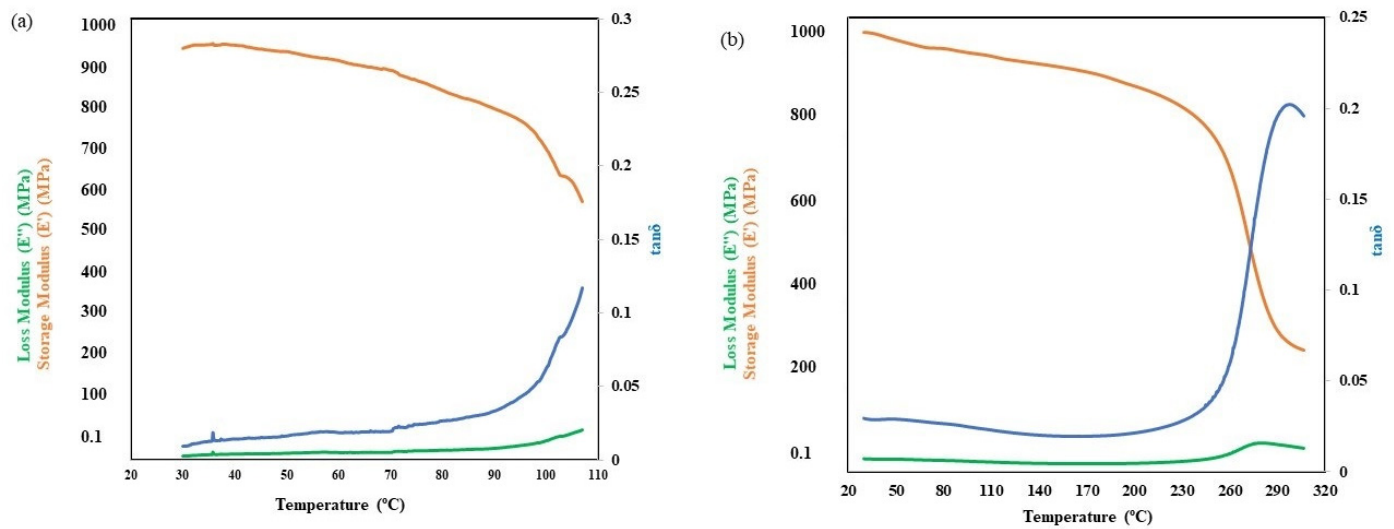 (a)
1000
900
800
700
600
500
400
300
200
100
0.1
Loss Modulus (E'') (MPa)
Storage Modulus (E') (MPa)
0.3
0.25
0.2
0.15
0.1
0.05
0
tanδ
20 30 40 50 60 70 80 90 100 110
Temperature (ºC)
(b)
1000
800
600
400
200
0.1
Loss Modulus (E'') (MPa)
Storage Modulus (E') (MPa)
0.25
0.2
0.15
0.1
0.05
0
tanδ
20 50 80 110 140 170 200 230 260 290 320
Temperature (ºC)